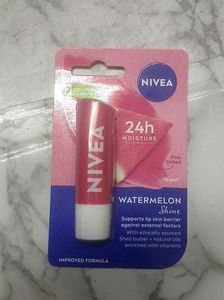 NIVEA
24h
MOISTURE
NIVEA
Pink
tinted
Vegan*
WATERMELON
Shine
Supports lip skin barrier
against external factors
With ethically sourced
Shea butter + natural oils
enriched with vitamins
IMPROVED FORMULA